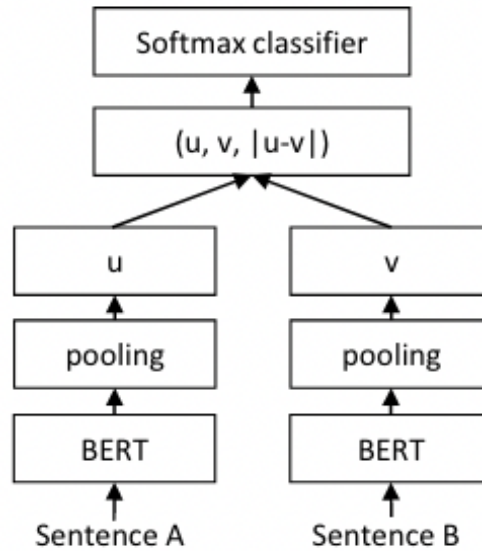 Softmax classifier
(u, v, |u-v|)
u
v
pooling
pooling
BERT
BERT
Sentence A
Sentence B